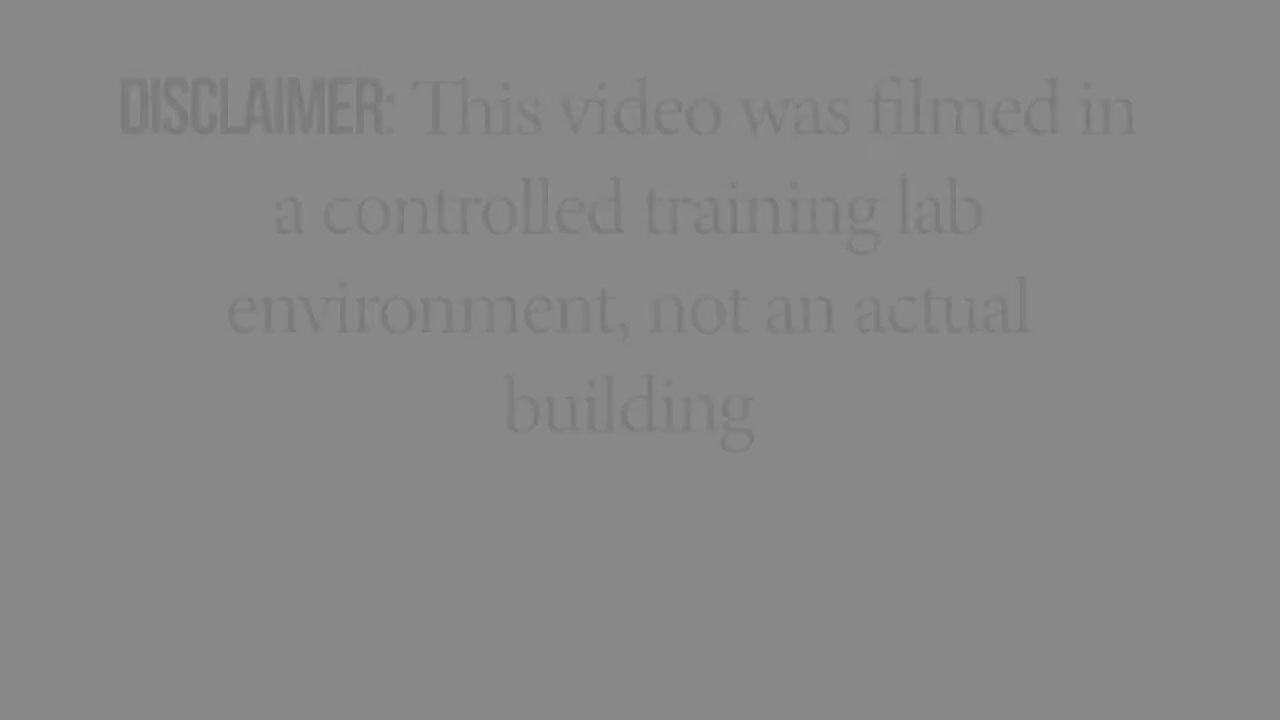 DISCLAIMER: This video was filmed in
a controlled training lab
environment, not an actual
building